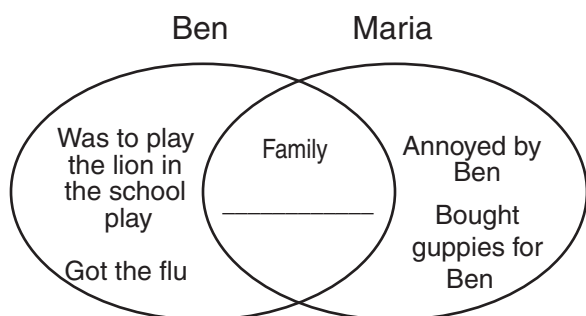 Ben
Maria
Was to play
the lion in
the school
play
Got the flu
Family
____________
Annoyed by
Ben
Bought
guppies for
Ben